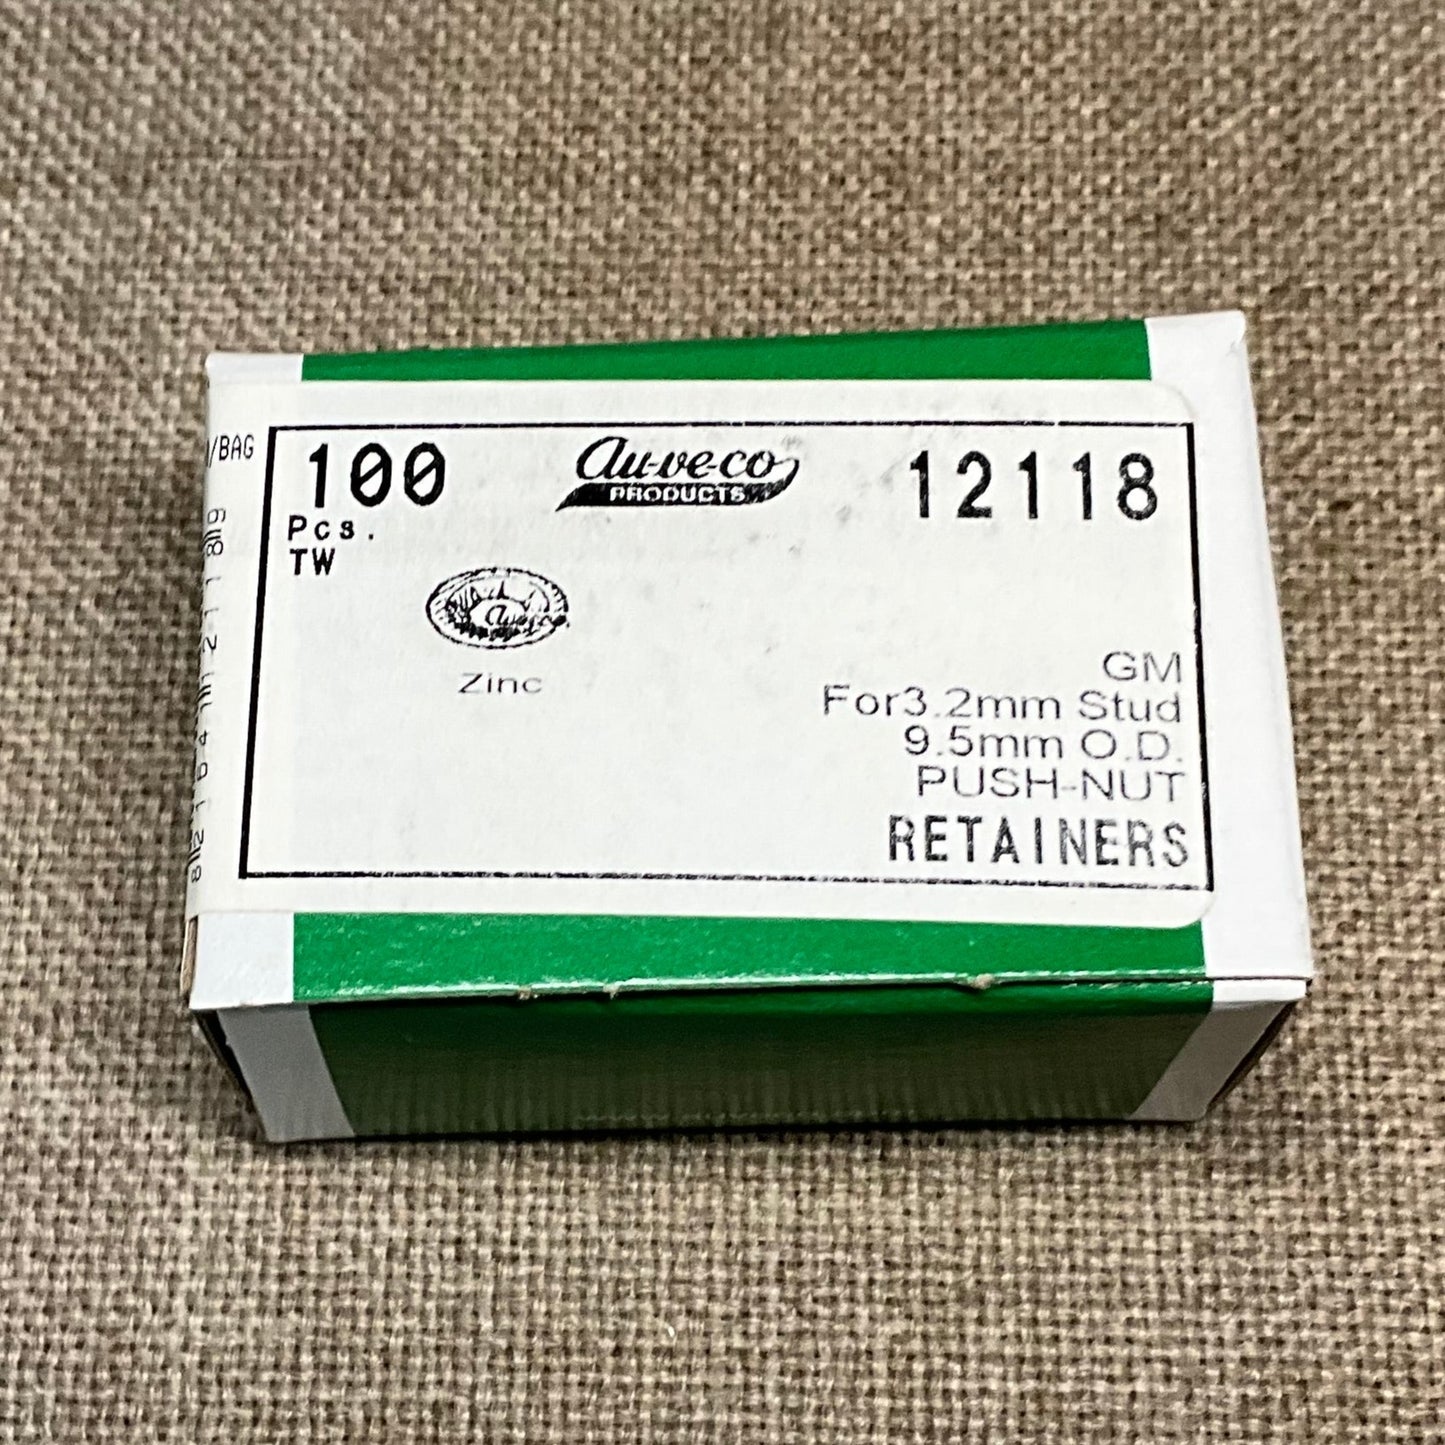 /BAG
100
Pcs.
TW
au-ve-co
PRODUCTS
12118
Zinc
GM
For3.2mm Stud
9.5mm O.D.
PUSH-NUT
RETAINERS